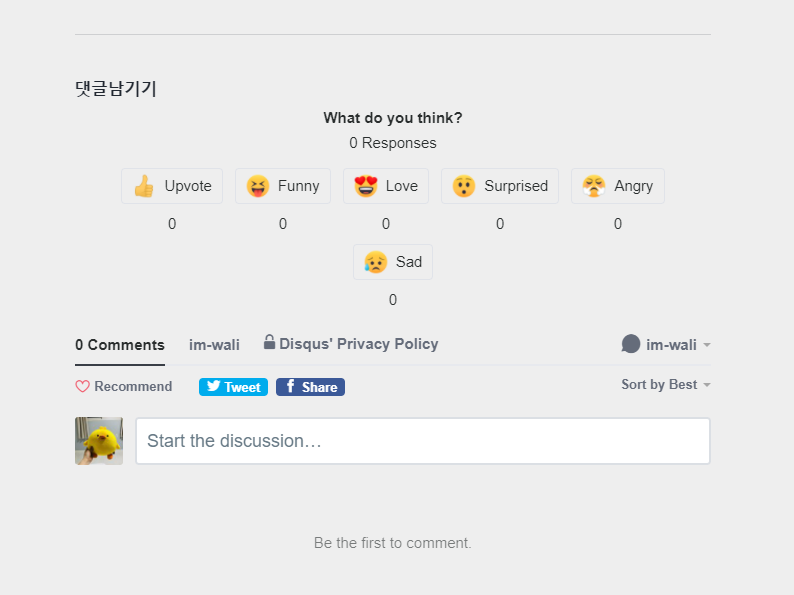 댓글남기기
What do you think?
0 Responses
Upvote Funny Love Surprised Angry
0 0 0 0 0
Sad
0
0 Comments im-wali Disqus' Privacy Policy im-wali
Recommend Tweet Share Sort by Best
Start the discussion…
Be the first to comment.